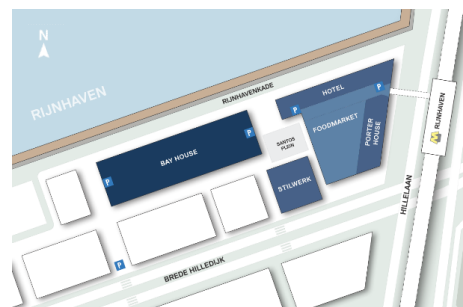 N
RIJNHAVEN
RIJNHAVENKADE
HOTEL
P
P
FOODMARKET
PORTER
HOUSE
M
RIJNHAVEN
SANTOS
PLEIN
P
BAY HOUSE
P
STILWERK
HILLELAAN
P
BREDE HILLEDIJK